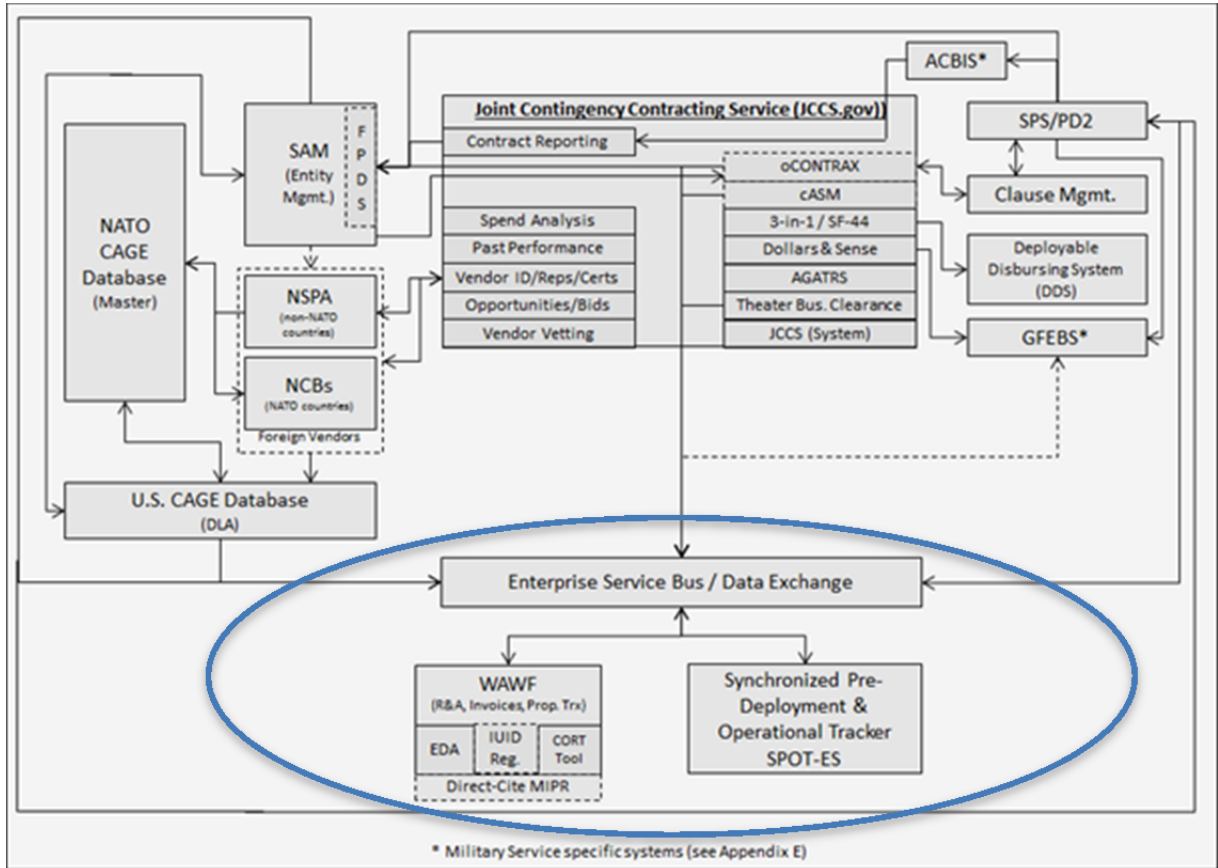 ACBIS*
Joint Contingency Contracting Service (JCCS.gov))
Contract Reporting
SPS/PD2
SAM
(Entity
Mgmt.)
F
P
D
S
oCONTRAX
cASM
3-in-1 / SF-44
Dollars & Sense
AGATRS
Theater Bus. Clearance
JCCS (System)
Clause Mgmt.
Spend Analysis
Past Performance
Vendor ID/Reps/Certs
Opportunities/Bids
Vendor Vetting
NATO
CAGE
Database
(Master)
Deployable
Disbursing System
(DDS)
NSPA
(non-NATO
countries)
GFEBS*
NCBs
(NATO countries)
Foreign Vendors
U.S. CAGE Database
(DLA)
Enterprise Service Bus / Data Exchange
WAWF
(R&A, Invoices, Prop. Trx)
EDA
IUID
Reg.
CORT
Tool
Direct-Cite MIPR
Synchronized Pre-
Deployment &
Operational Tracker
SPOT-ES
* Military Service specific systems (see Appendix E)